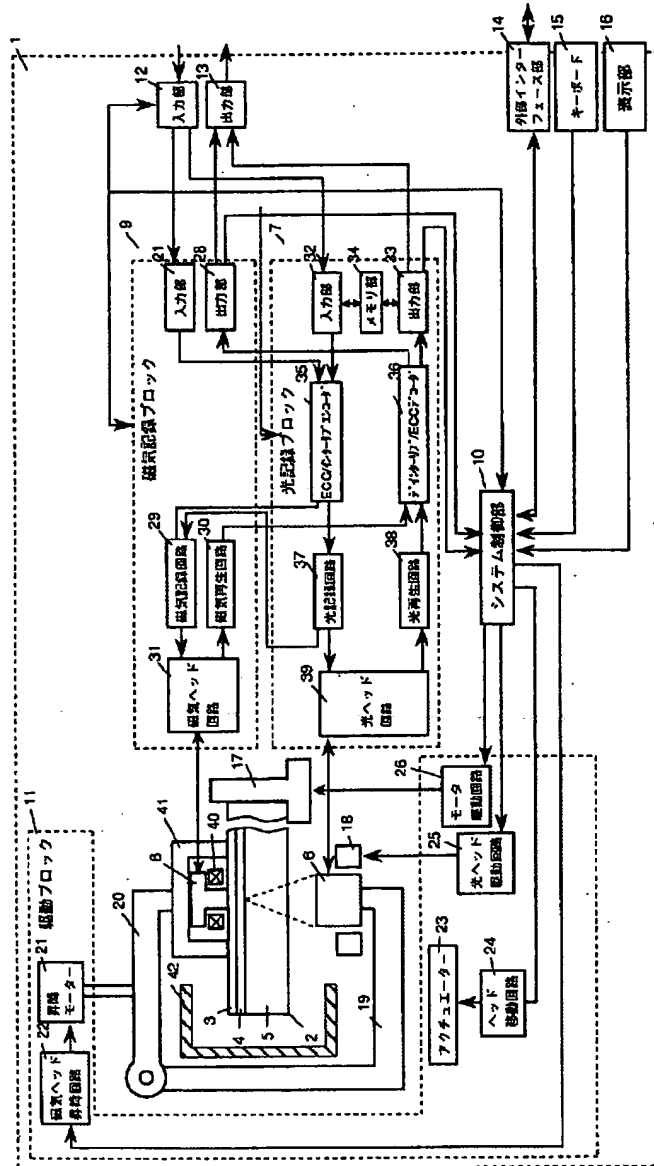 1
12
入力部
13
出力部
14
外部インター
フェース部
15
キーボード
16
表示部
9
磁気記録ブロック
21
入力部
28
出力部
7
光記録ブロック
32
入力部
34
メモリ部
33
出力部
35
ECC/インターリブエンコーダ
36
デインターリブ/ECCデコーダ
29
磁気記録回路
30
磁気再生回路
37
光記録回路
38
光再生回路
31
磁気ヘッド
回路
39
光ヘッド
回路
10
システム制御部
11
駆動ブロック
22
磁気ヘッド
昇降回路
21
昇降
モーター
20
41
8
40
17
42
3
4
5
2
6
18
19
26
モータ
駆動回路
25
光ヘッド
駆動回路
23
アクチュエーター
24
ヘッド
移動回路